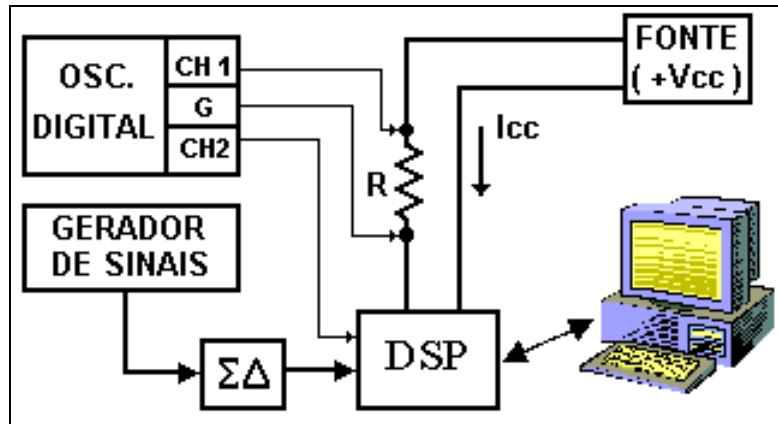 OSC.
DIGITAL
CH 1
G
CH2
FONTE
( +Vcc )
Icc
R
GERADOR
DE SINAIS
ΣΔ
DSP